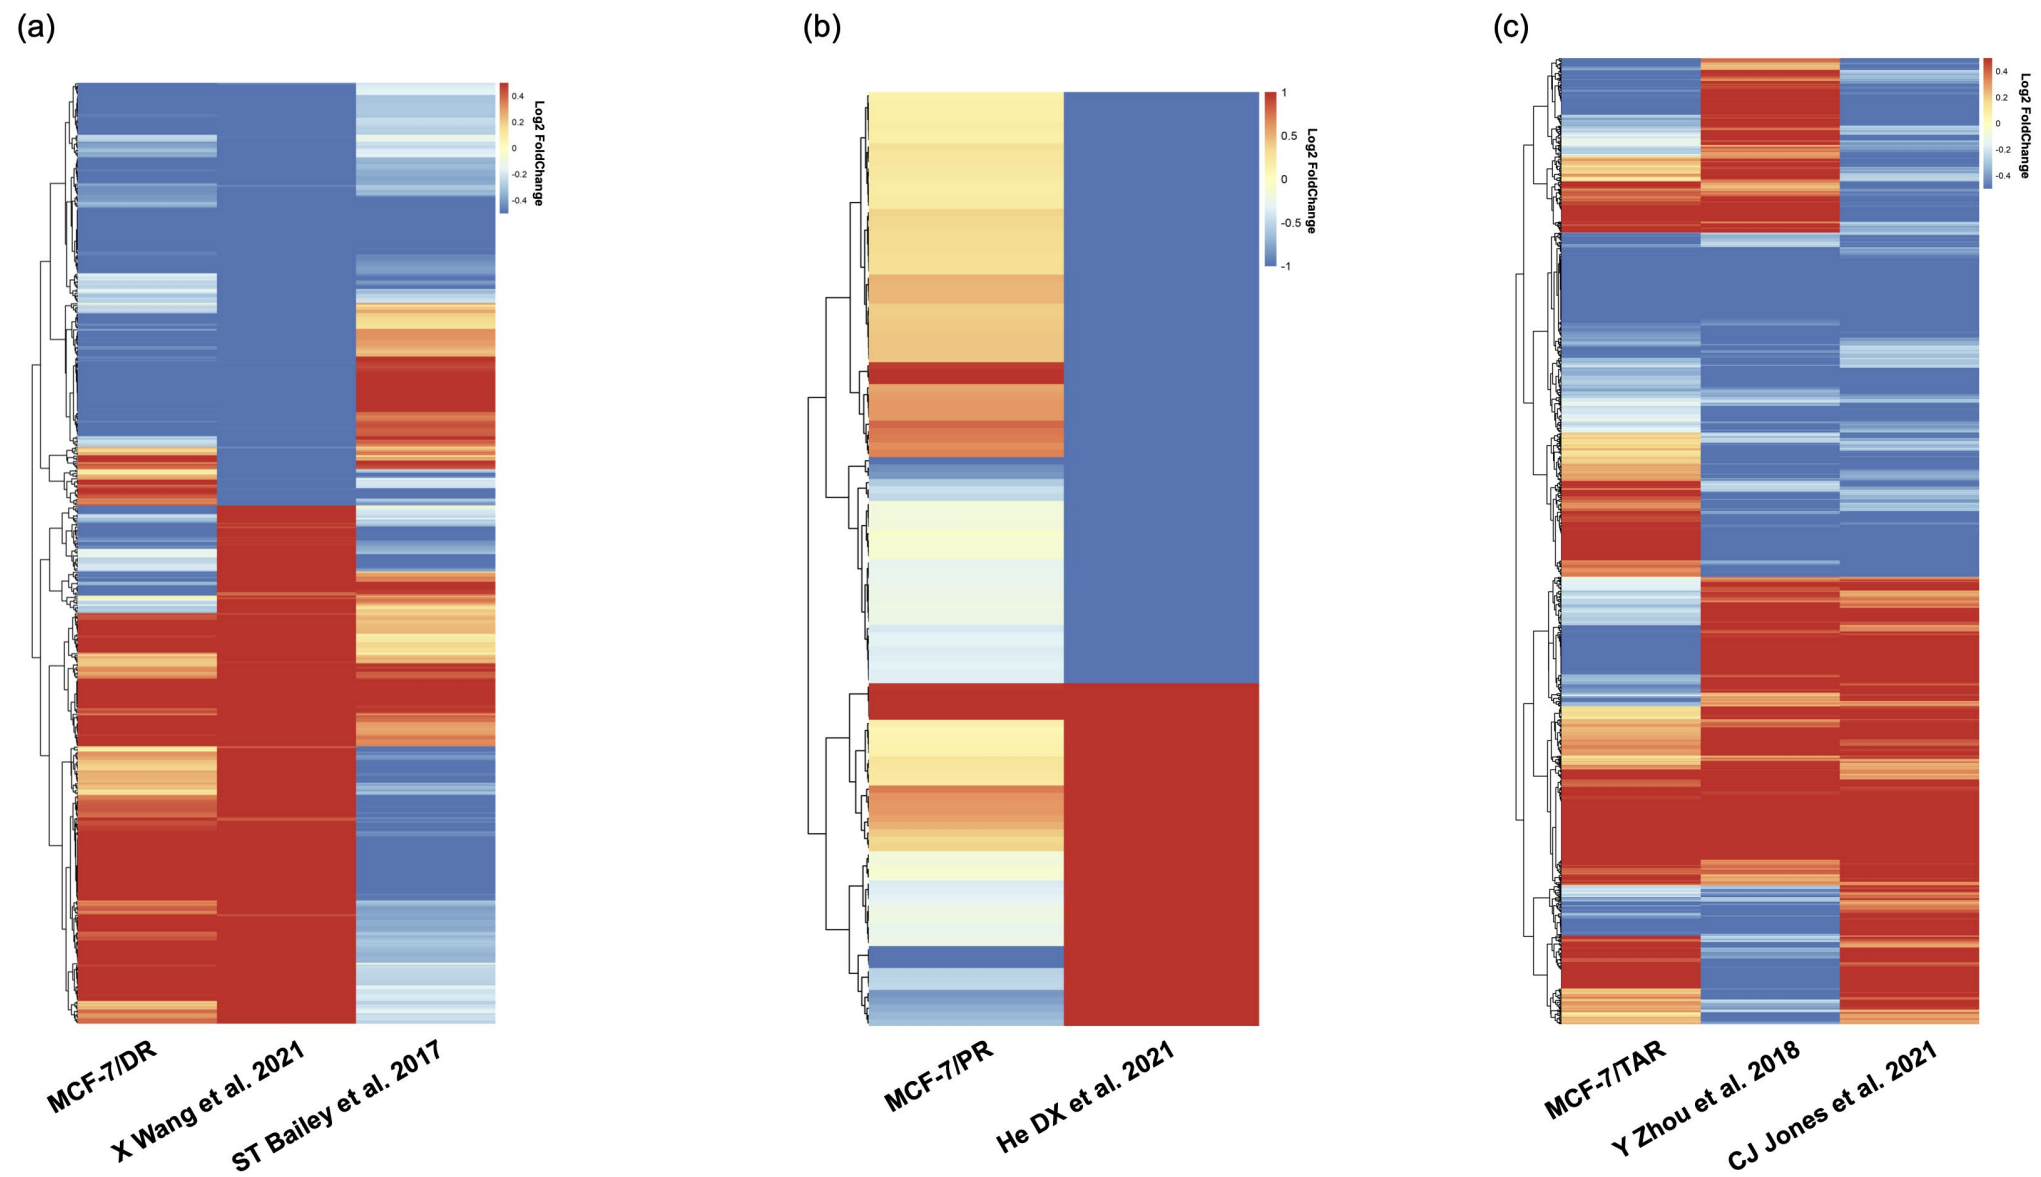 (a)
0.4
0.2
0
-0.2
-0.4
Log2 FoldChange
MCF-7/DR
X Wang et al. 2021
ST Bailey et al. 2017
(b)
1
0.5
0
-0.5
-1
Log2 FoldChange
MCF-7/PR
He DX et al. 2021
(c)
0.4
0.2
0
-0.2
-0.4
Log2 FoldChange
MCF-7/TAR
Y Zhou et al. 2018
CJ Jones et al. 2021